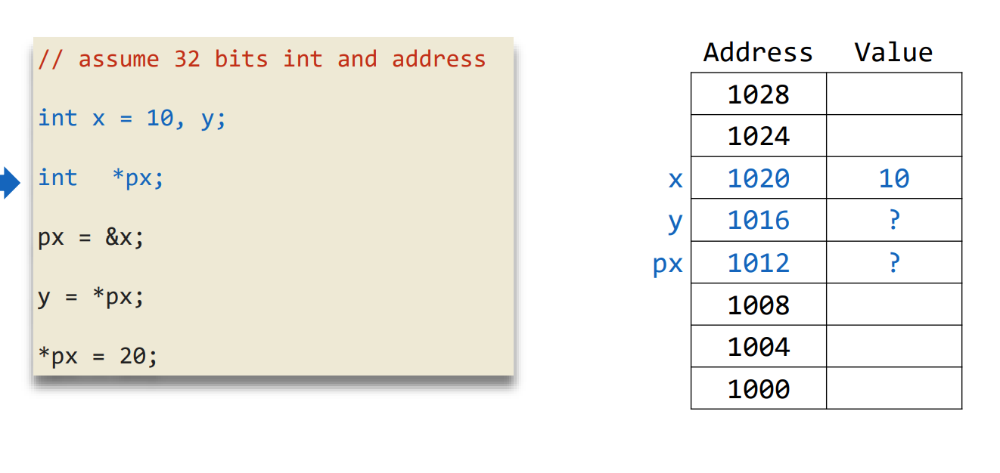 // assume 32 bits int and address
int x = 10, y;
int  *px;
px = &x;
y = *px;
*px = 20;
Address Value
1028
1024
x 1020 10
y 1016 ?
px 1012 ?
1008
1004
1000